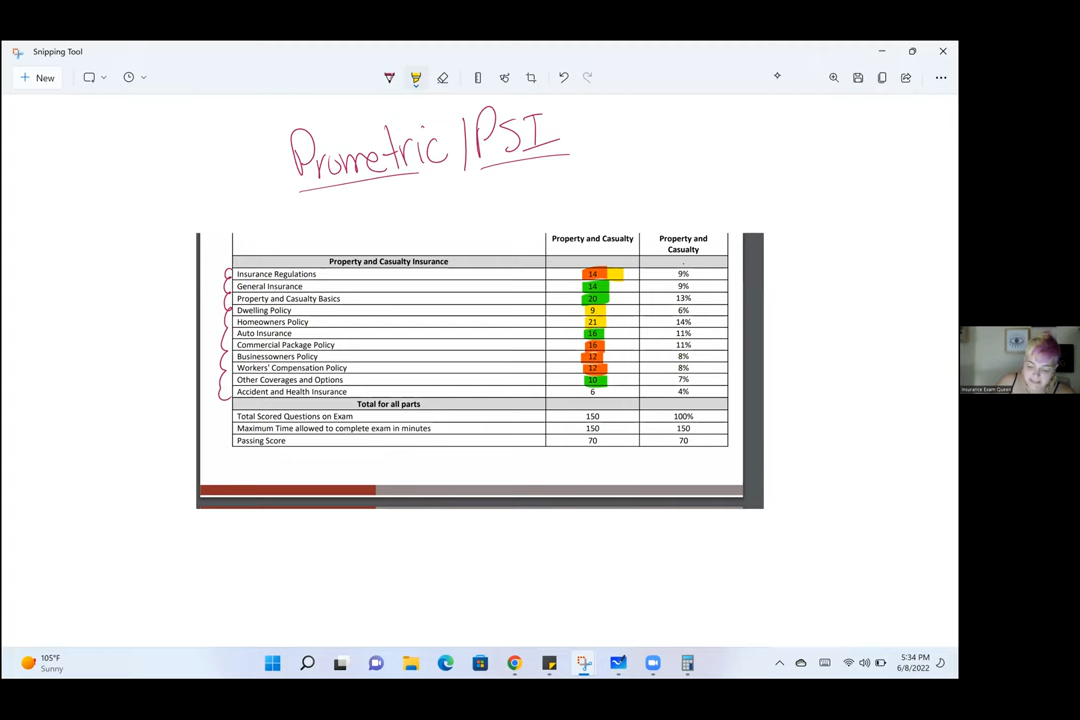 Snipping Tool
New
Prometric | PSI
Property and Casualty Property and Casualty
Property and Casualty Insurance .
Insurance Regulations 14 9%
General Insurance 14 9%
Property and Casualty Basics 20 13%
Dwelling Policy 9 6%
Homeowners Policy 21 14%
Auto Insurance 16 11%
Commercial Package Policy 16 11%
Businessowners Policy 12 8%
Workers' Compensation Policy 12 8%
Other Coverages and Options 10 7%
Accident and Health Insurance 6 4%
Total for all parts
Total Scored Questions on Exam 150 100%
Maximum Time allowed to complete exam in minutes 150 150
Passing Score 70 70
Insurance Exam Queen
105°F
Sunny
5:34 PM
6/8/2022